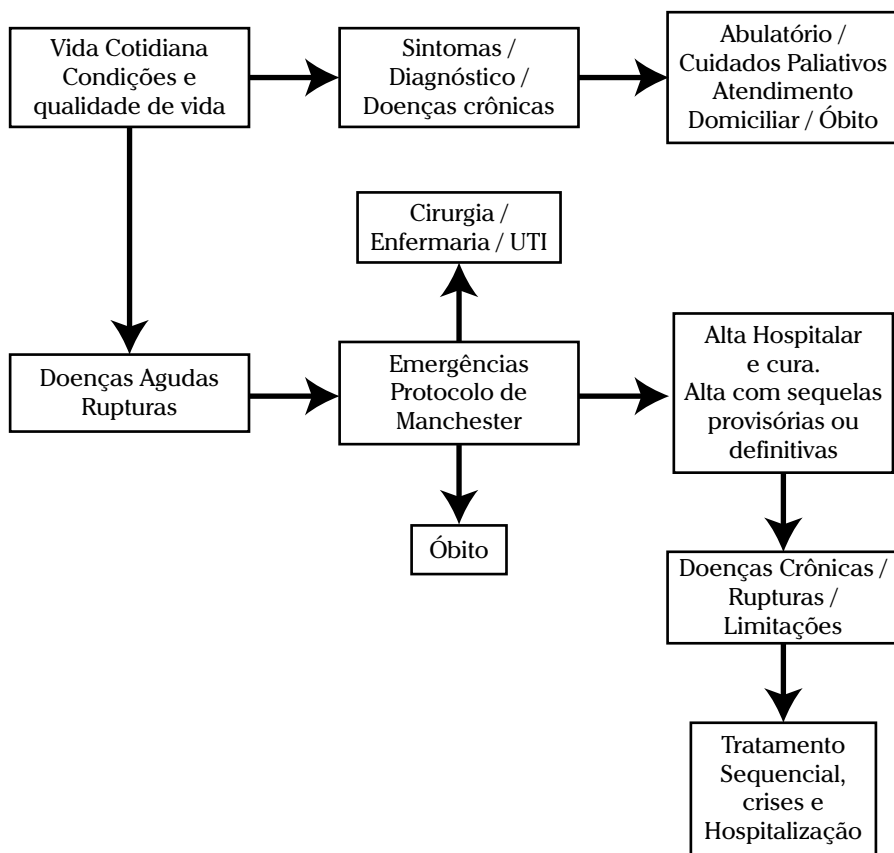 Vida Cotidiana
Condições e
qualidade de vida
Sintomas /
Diagnóstico /
Doenças crônicas
Abulatório /
Cuidados Paliativos
Atendimento
Domiciliar / Óbito
Cirurgia /
Enfermaria / UTI
Doenças Agudas
Rupturas
Emergências
Protocolo de
Manchester
Alta Hospitalar
e cura.
Alta com sequelas
provisórias ou
definitivas
Óbito
Doenças Crônicas /
Rupturas /
Limitações
Tratamento
Sequencial,
crises e
Hospitalização